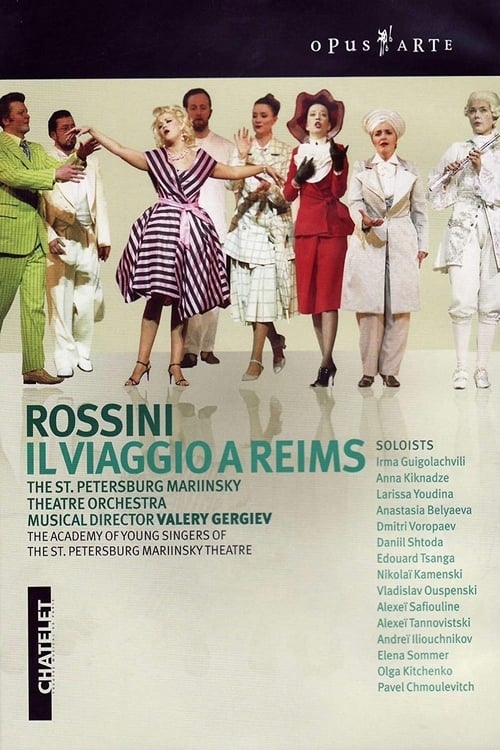 OPUS ARTE
ROSSINI
IL VIAGGIO A REIMS
THE ST. PETERSBURG MARIINSKY
THEATRE ORCHESTRA
MUSICAL DIRECTOR VALERY GERGIEV
THE ACADEMY OF YOUNG SINGERS OF
THE ST. PETERSBURG MARIINSKY THEATRE
SOLOISTS
Irma Guigolachvili
Anna Kiknadze
Larissa Youdina
Anastasia Belyaeva
Dmitri Voropaev
Daniil Shtoda
Edouard Tsanga
Nikolaï Kamenski
Vladislav Ouspenski
Alexeï Safiouline
Alexeï Tannovistski
Andreï Iliouchnikov
Elena Sommer
Olga Kitchenko
Pavel Chmoulevitch
CHATELET